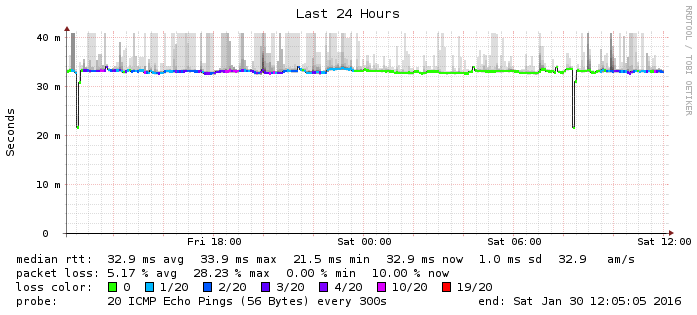 Last 24 Hours
RRDTOOL / TOBI OETIKER
Seconds
40 m
30 m
20 m
10 m
0
Fri 18:00 Sat 00:00 Sat 06:00 Sat 12:00
median rtt: 32.9 ms avg 33.9 ms max 21.5 ms min 32.9 ms now 1.0 ms sd 32.9 am/s
packet loss: 5.17 % avg 28.23 % max 0.00 % min 10.00 % now
loss color: 0 1/20 2/20 3/20 4/20 10/20 19/20
probe: 20 ICMP Echo Pings (56 Bytes) every 300s end: Sat Jan 30 12:05:05 2016